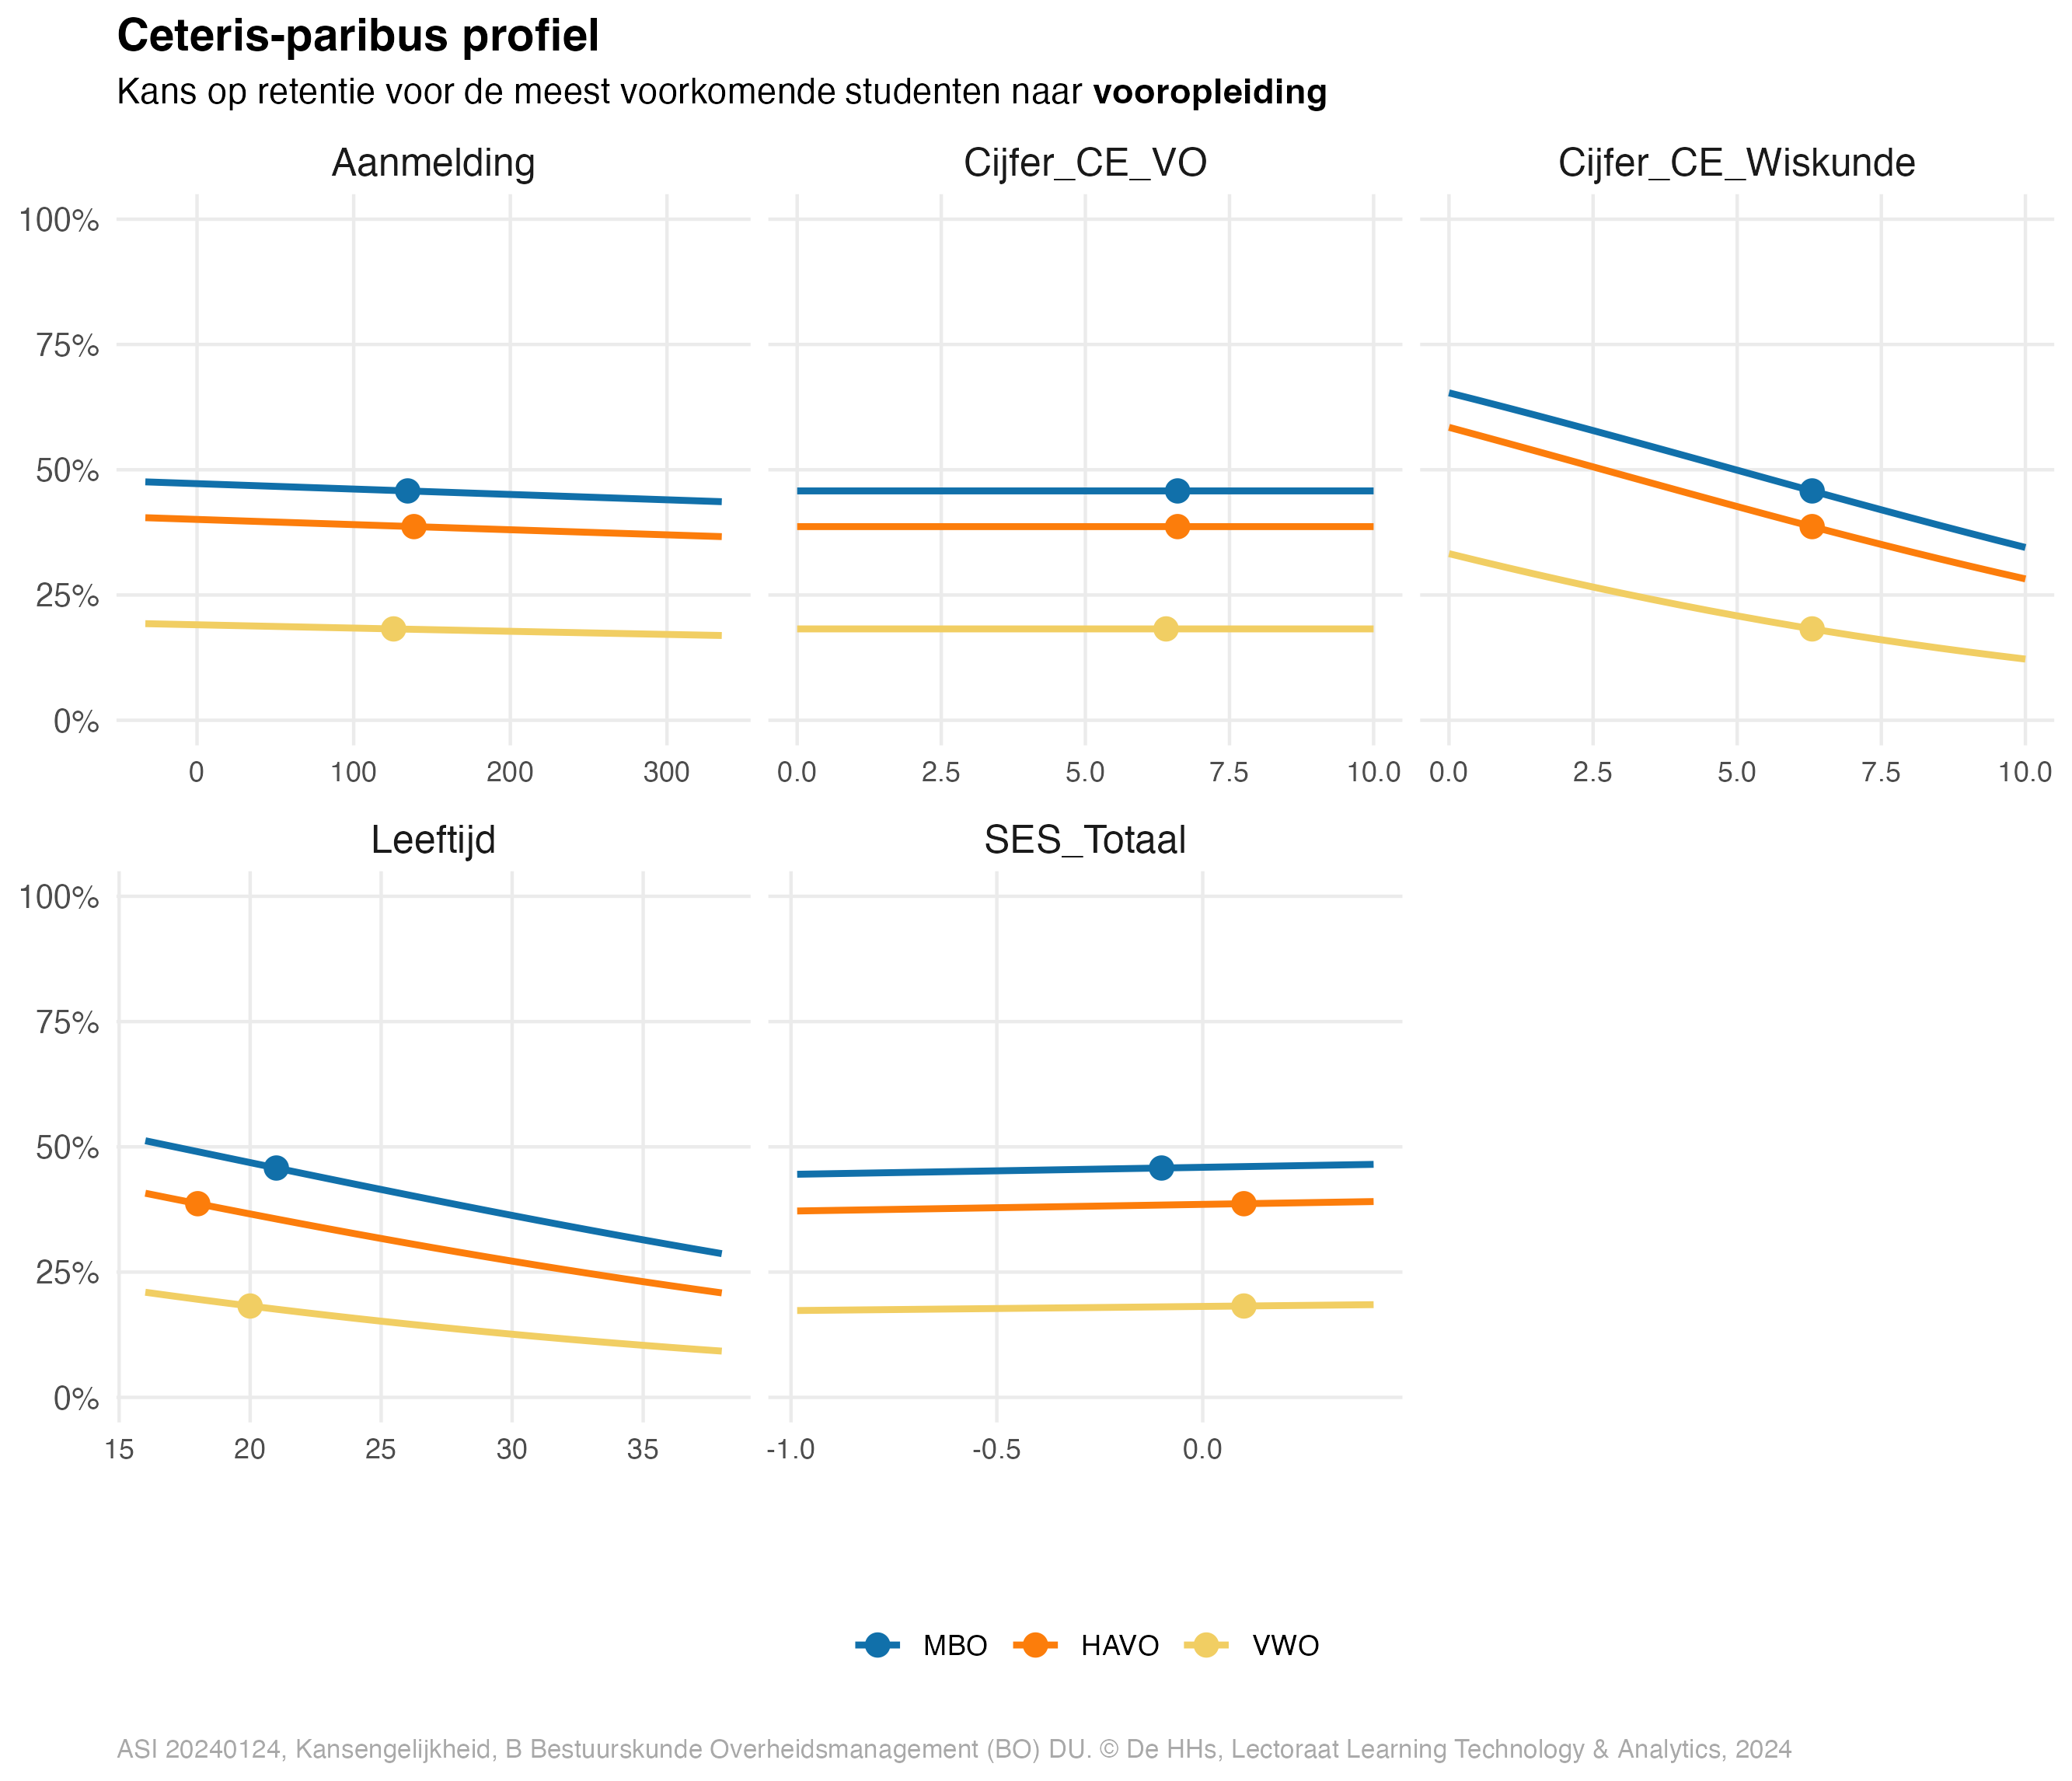 Ceteris-paribus profiel
Kans op retentie voor de meest voorkomende studenten naar vooropleiding
Aanmelding
Cijfer_CE_VO
Cijfer_CE_Wiskunde
100%
75%
50%
25%
0%
0 100 200 300
0.0 2.5 5.0 7.5 10.0
0.0 2.5 5.0 7.5 10.0
Leeftijd
SES_Totaal
100%
75%
50%
25%
0%
15 20 25 30 35
-1.0 -0.5 0.0
MBO HAVO VWO
ASI 20240124, Kansengelijkheid, B Bestuurskunde Overheidsmanagement (BO) DU. © De HHs, Lectoraat Learning Technology & Analytics, 2024